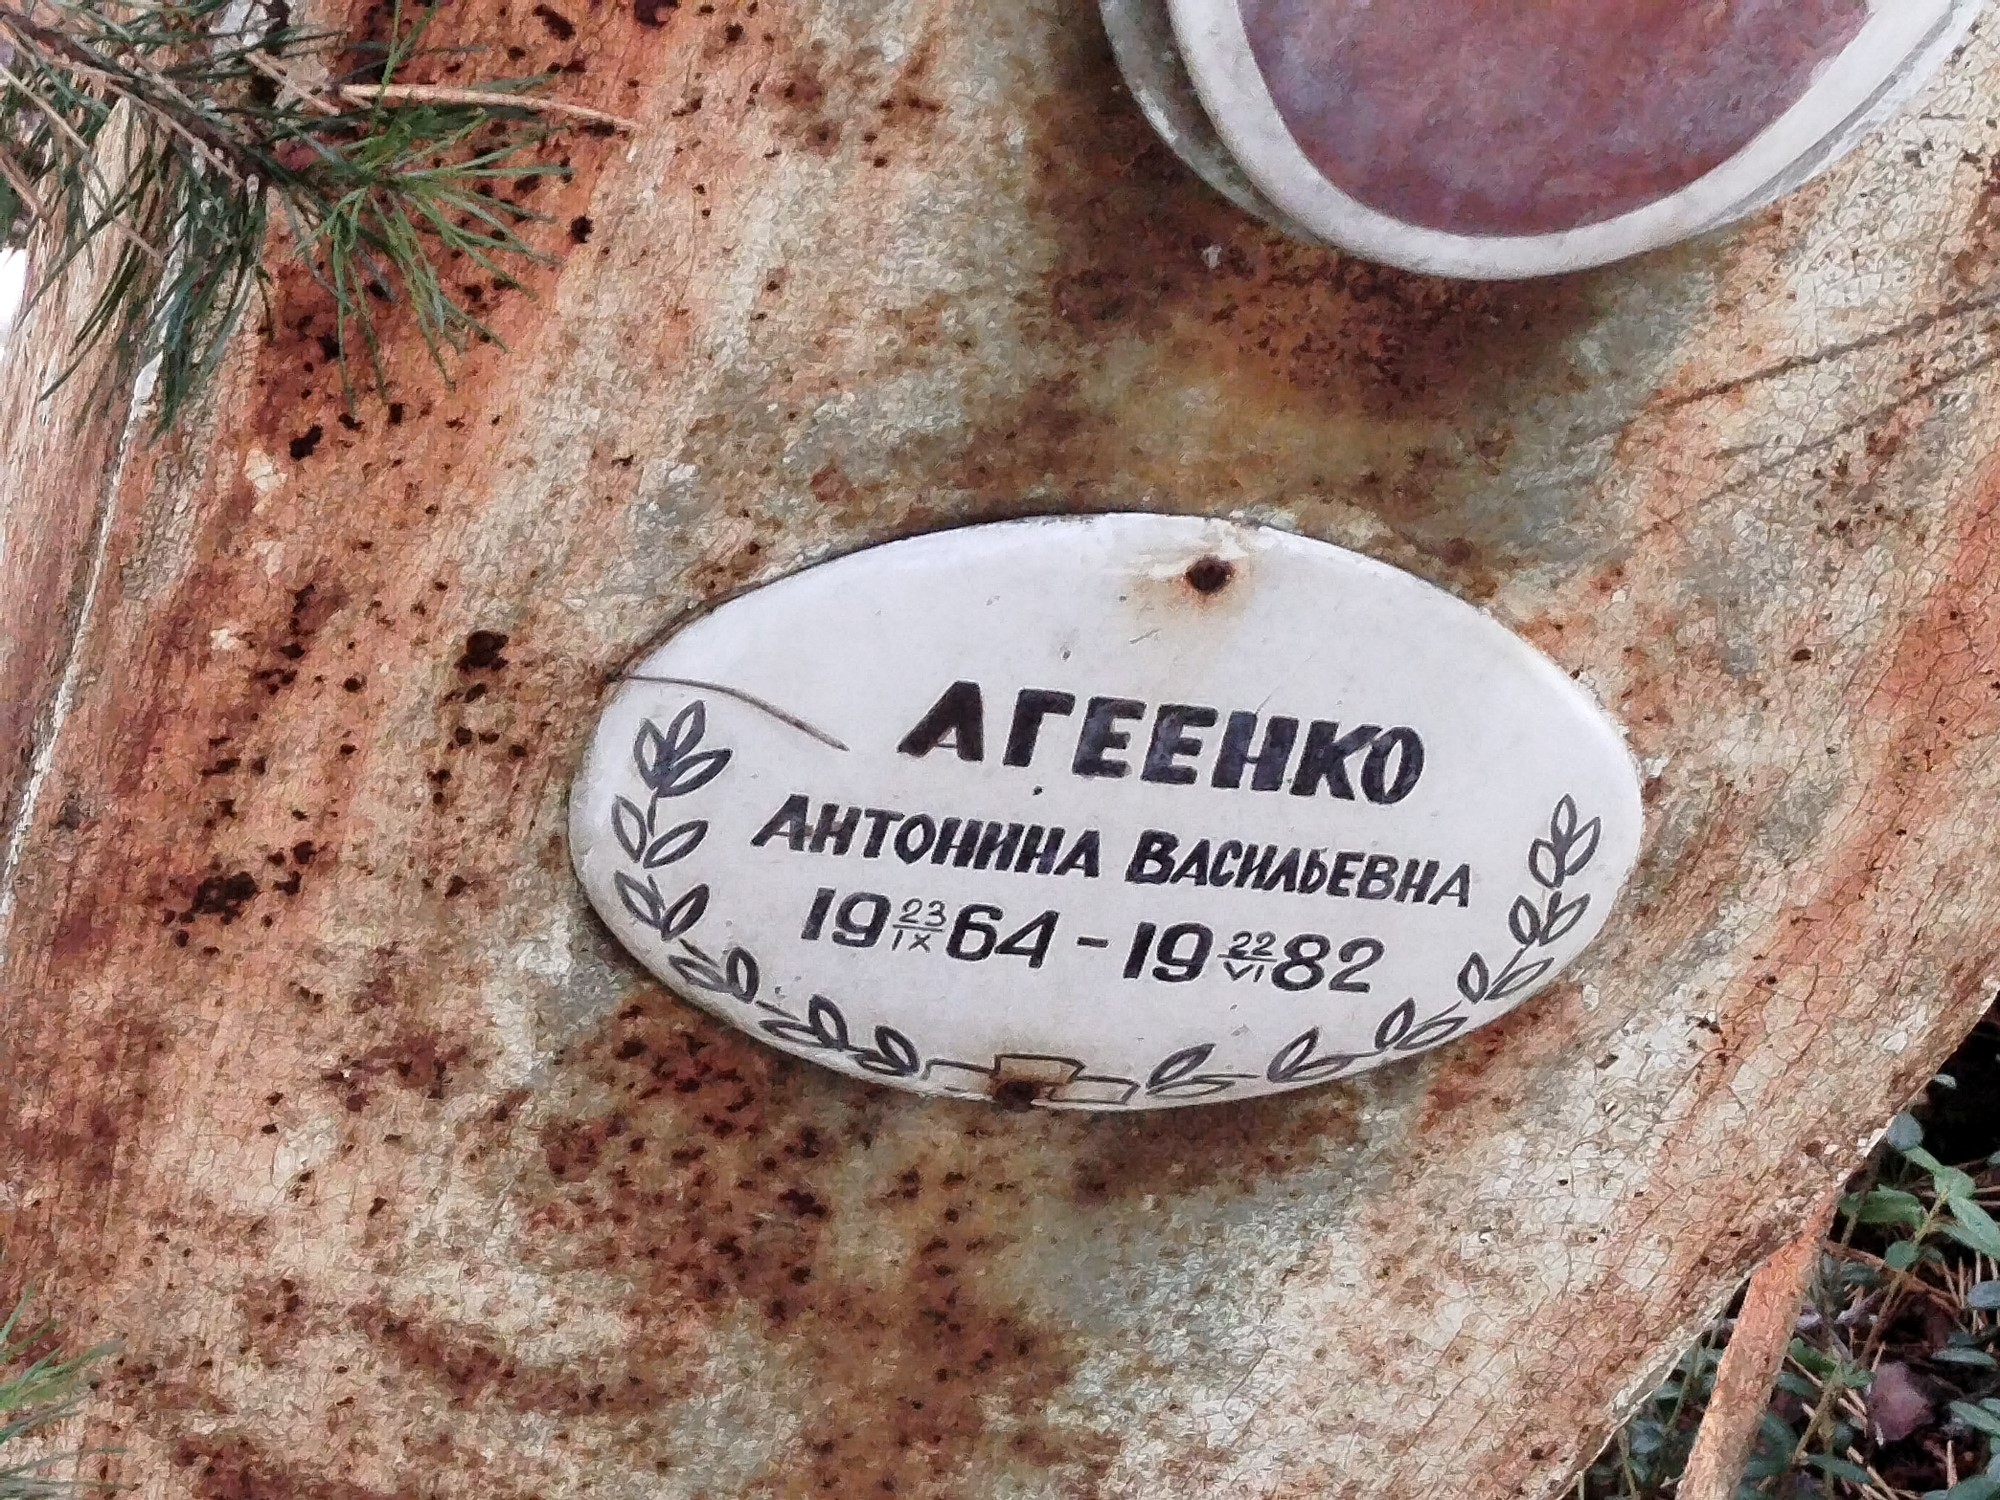 АГЕЕНКО
АНТОНИНА ВАСИЛЬЕВНА
19 23/IX 64 - 19 22/VI 82